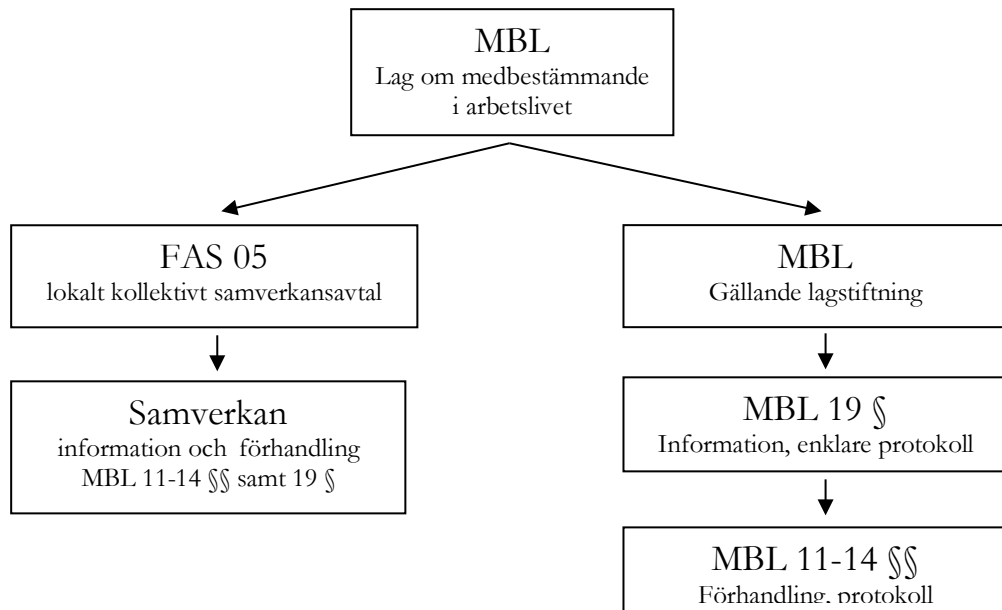 MBL
Lag om medbestämmande
i arbetslivet
FAS 05
lokalt kollektivt samverkansavtal
MBL
Gällande lagstiftning
Samverkan
information och förhandling
MBL 11-14 §§ samt 19 §
MBL 19 §
Information, enklare protokoll
MBL 11-14 §§
Förhandling, protokoll